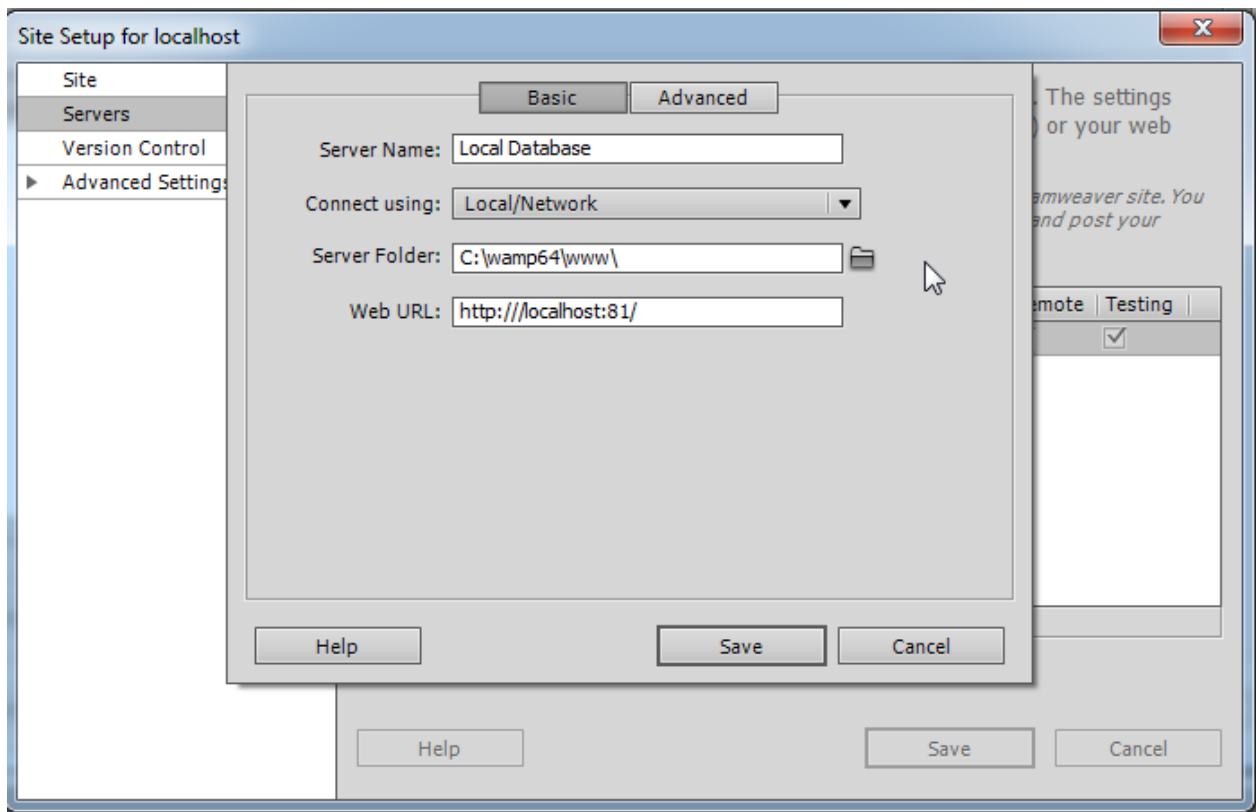 Site Setup for localhost
Site
Servers
Version Control
Advanced Settings
Basic Advanced
Server Name: Local Database
Connect using: Local/Network
Server Folder: C:\wamp64\www\
Web URL: http:///localhost:81/
Help Save Cancel
. The settings
) or your web
amweaver site. You
and post your
emote Testing
Help Save Cancel